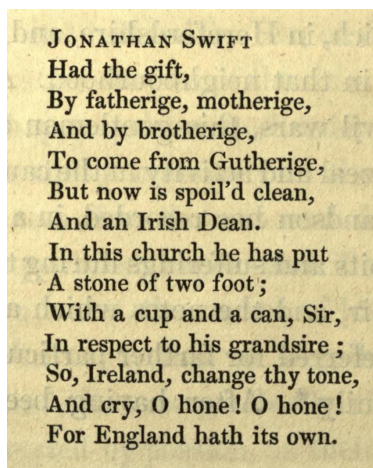 JONATHAN SWIFT
Had the gift,
By fatherige, motherige,
And by brotherige,
To come from Gutherige,
But now is spoil'd clean,
And an Irish Dean.
In this church he has put
A stone of two foot;
With a cup and a can, Sir,
In respect to his grandsire;
So, Ireland, change thy tone,
And cry, O hone! O hone!
For England hath its own.